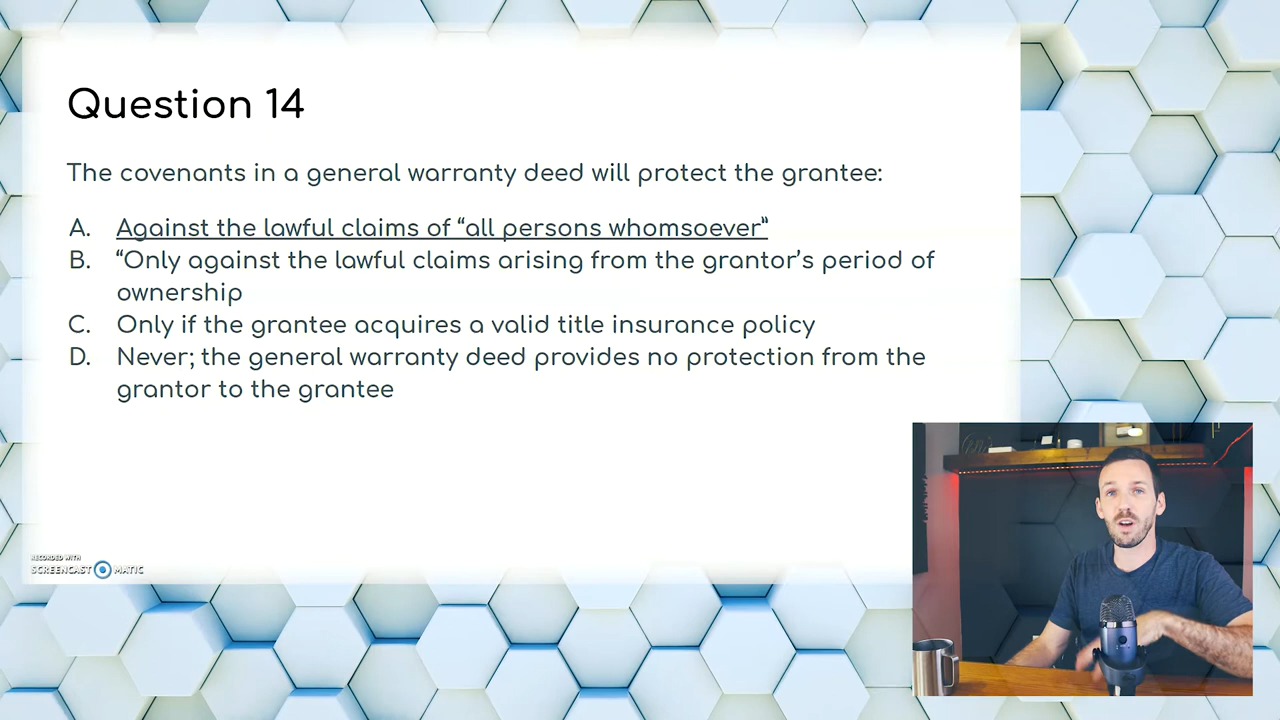 Question 14
The covenants in a general warranty deed will protect the grantee:
A. Against the lawful claims of “all persons whomsoever”
B. “Only against the lawful claims arising from the grantor’s period of
ownership
C. Only if the grantee acquires a valid title insurance policy
D. Never; the general warranty deed provides no protection from the
grantor to the grantee
RECORDED WITH
SCREENCAST MATIC